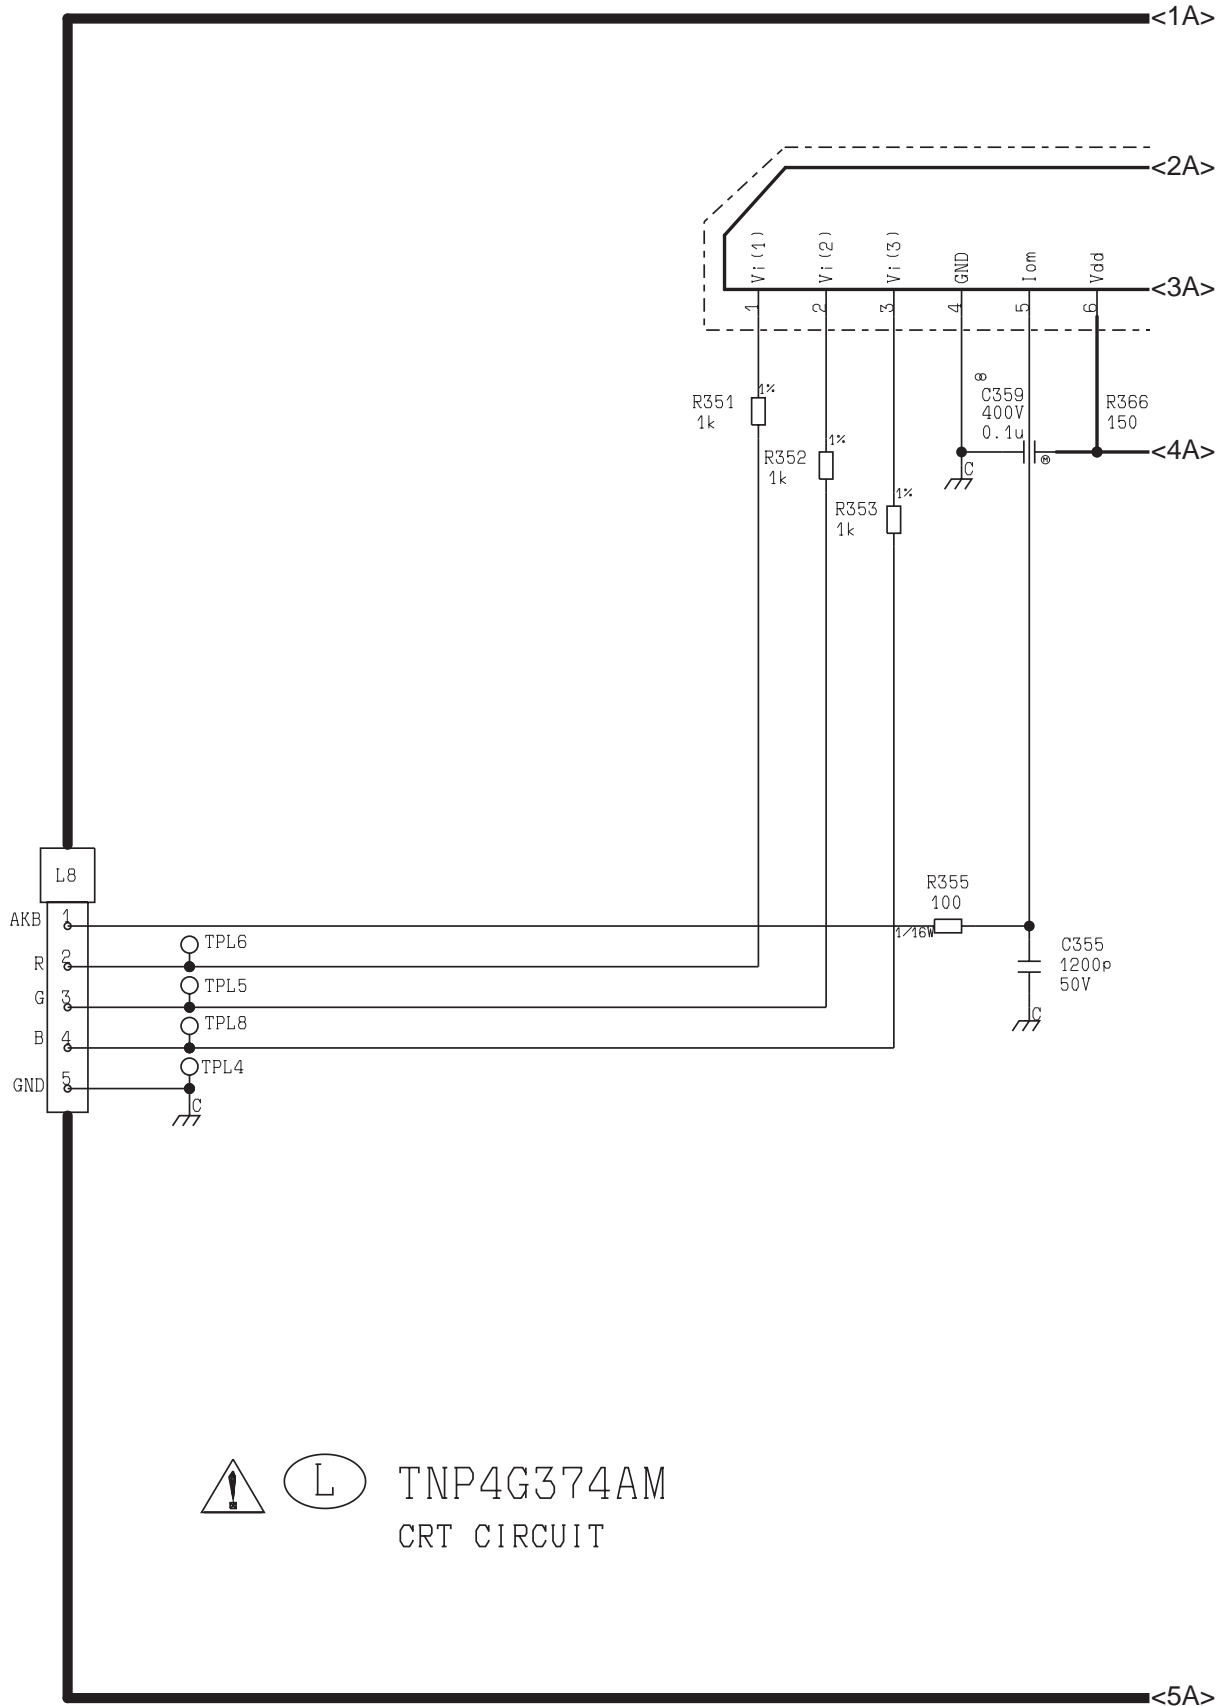 <1A>
<2A>
Vi(1)
Vi(2)
Vi(3)
GND
Iom
Vdd
<3A>
1
2
3
4
5
6
R351
1k
1%
R352
1k
1%
R353
1k
1%
C359
400V
0.1u
M
C
R366
150
<4A>
L8
AKB
1
R
2
G
3
B
4
GND
5
TPL6
TPL5
TPL8
TPL4
C
R355
100
1/16W
C355
1200p
50V
C
L
TNP4G374AM
CRT CIRCUIT
<5A>